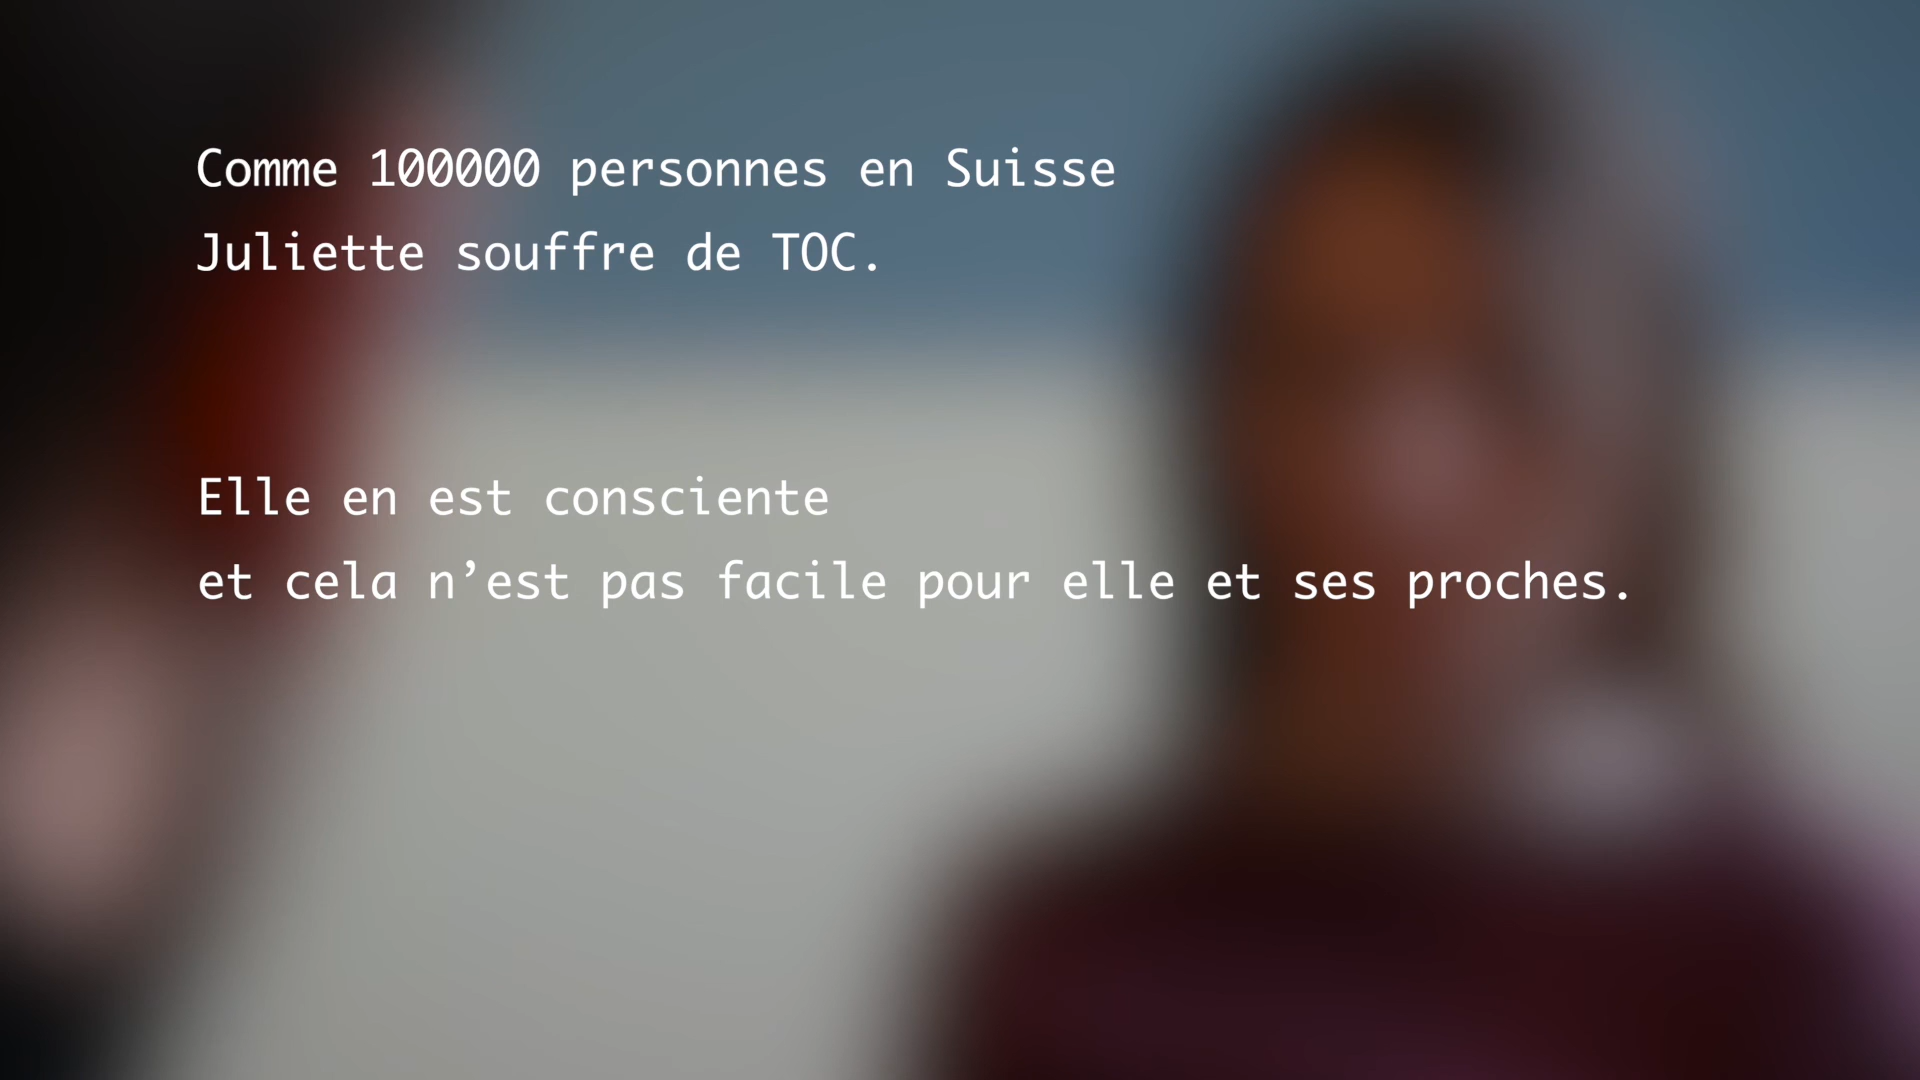 Comme 100000 personnes en Suisse
Juliette souffre de TOC.
Elle en est consciente
et cela n’est pas facile pour elle et ses proches.